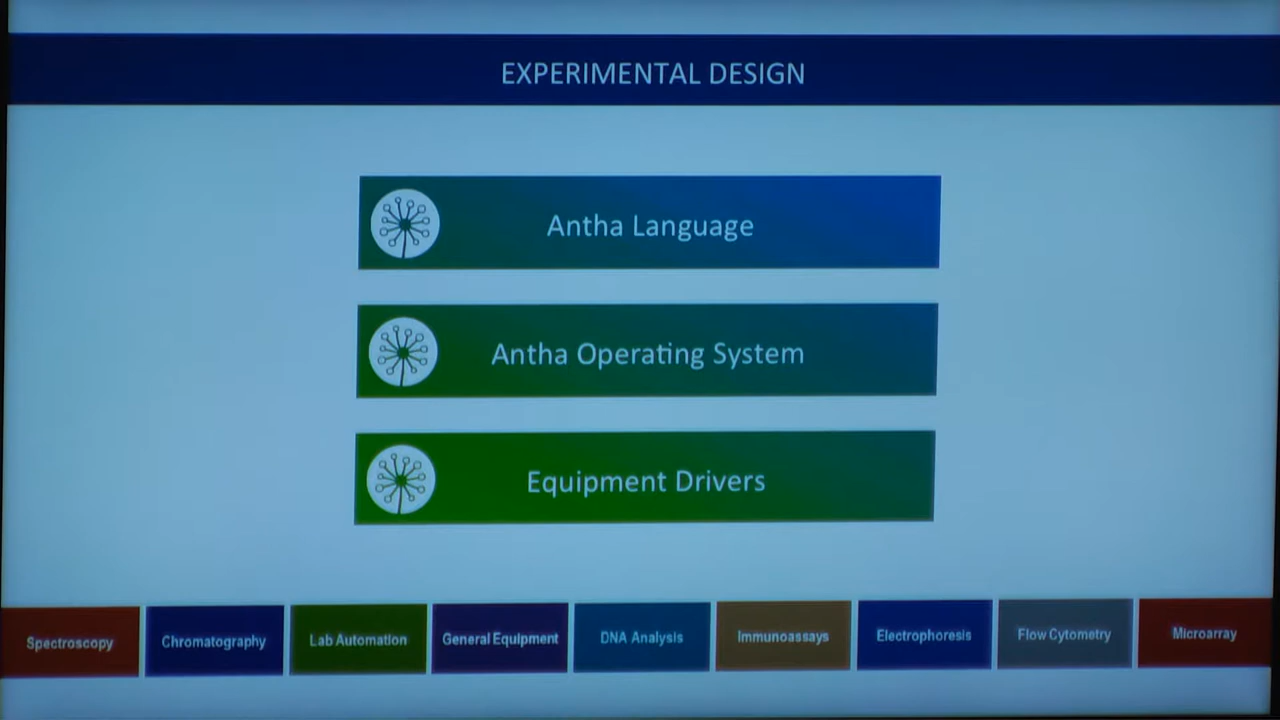 EXPERIMENTAL DESIGN
Antha Language
Antha Operating System
Equipment Drivers
Spectroscopy
Chromatography
Lab Automation
General Equipment
DNA Analysis
Immunoassays
Electrophoresis
Flow Cytometry
Microarray